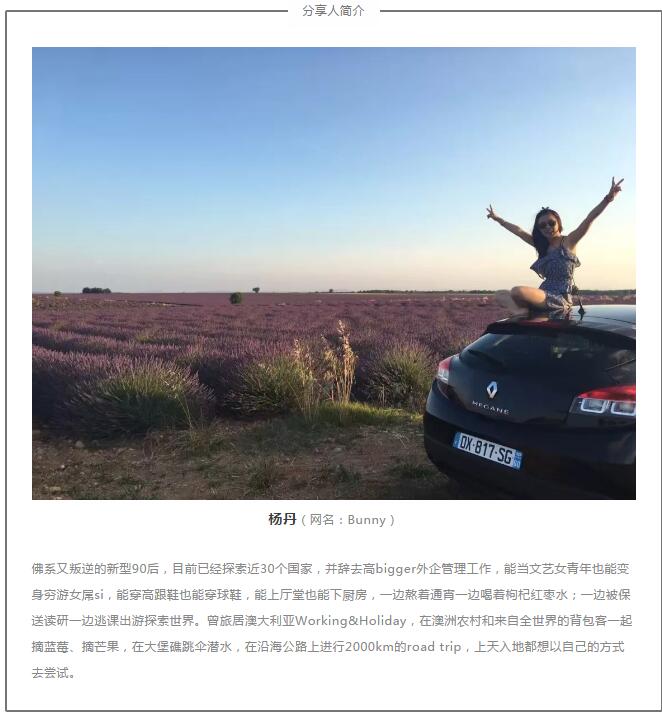 分享人简介
MEGANE
DX-817-SG
杨丹（网名：Bunny）
佛系又叛逆的新型90后，目前已经探索近30个国家，并辞去高bigger外企管理工作，能当文艺女青年也能变
身穷游女屌si，能穿高跟鞋也能穿球鞋，能上厅堂也能下厨房，一边熬着通宵一边喝着枸杞红枣水；一边被保
送读研一边逃课出游探索世界。曾旅居澳大利亚Working&Holiday，在澳洲农村和来自全世界的背包客一起
摘蓝莓、摘芒果，在大堡礁跳伞潜水，在沿海公路上进行2000km的road trip，上天入地都想以自己的方式
去尝试。